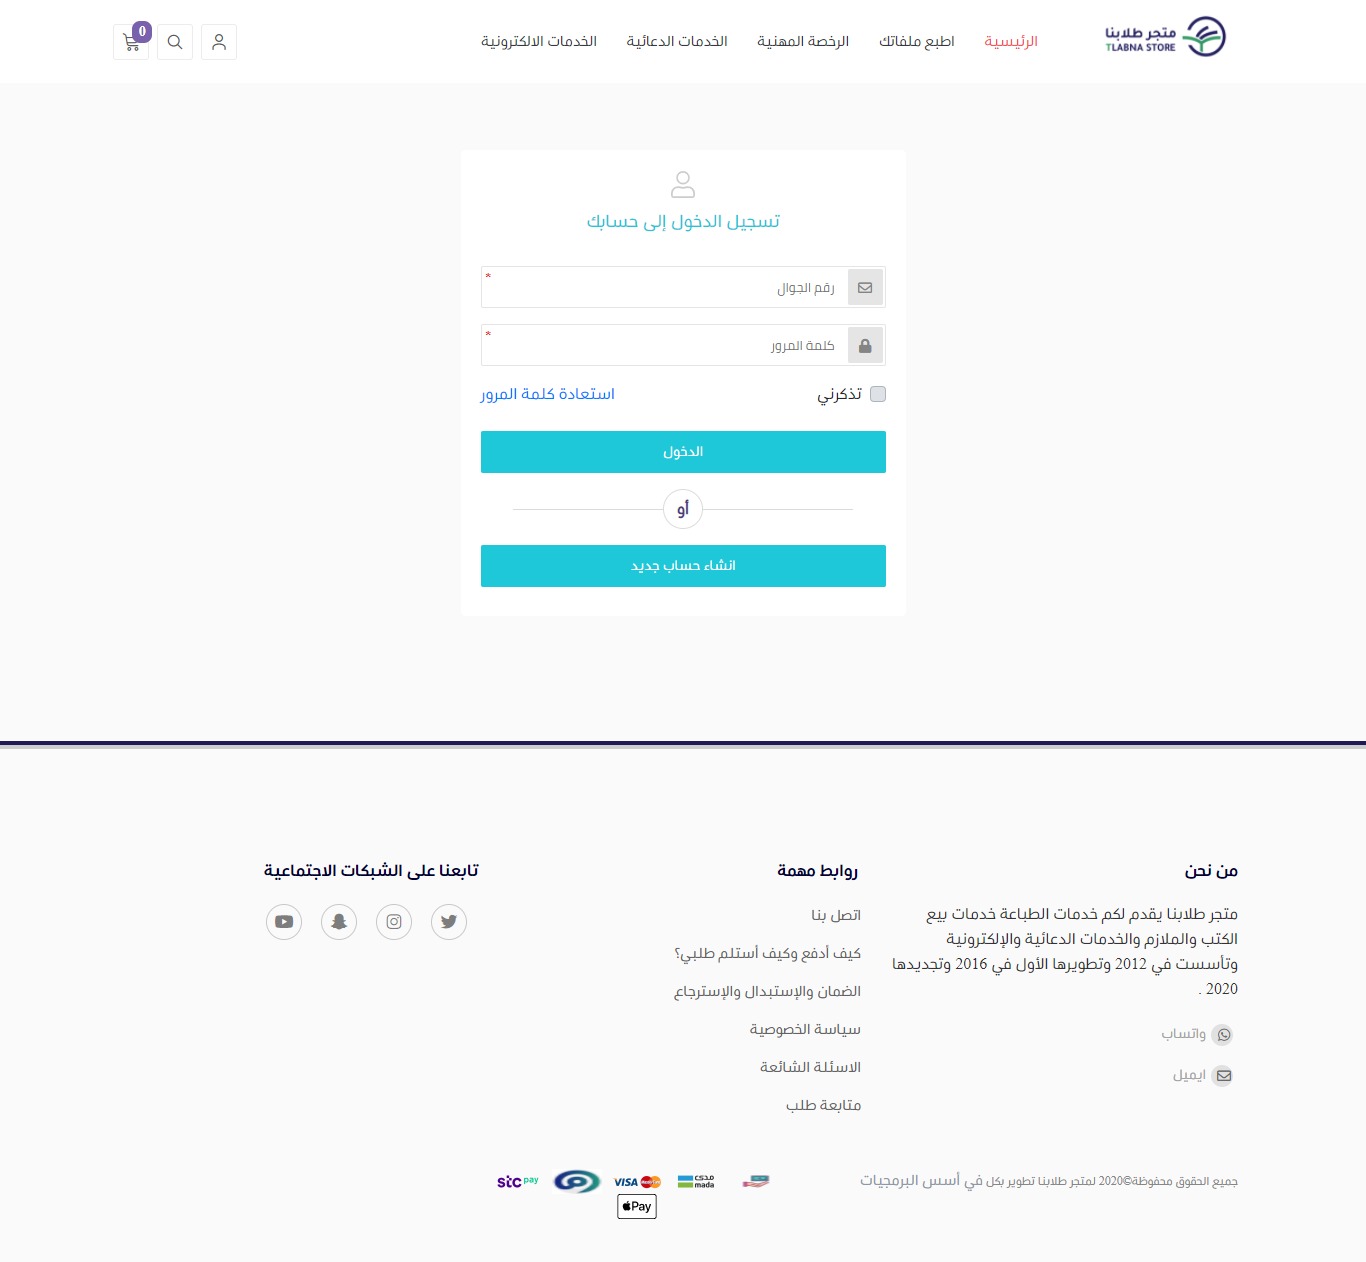 متجر طلابنا
TLABNA STORE
الرئيسية
اطبع ملفاتك
الرخصة المهنية
الخدمات الدعائية
الخدمات الالكترونية
0
تسجيل الدخول إلى حسابك
رقم الجوال
*
كلمة المرور
*
تذكرني
استعادة كلمة المرور
الدخول
أو
انشاء حساب جديد
من نحن
متجر طلابنا يقدم لكم خدمات الطباعة خدمات بيع
الكتب والملازم والخدمات الدعائية والإلكترونية
وتأسست في 2012 وتطويرها الأول في 2016 وتجديدها
2020 .
واتساب
ايميل
روابط مهمة
اتصل بنا
كيف أدفع وكيف أستلم طلبي؟
الضمان والإستبدال والإسترجاع
سياسة الخصوصية
الاسئلة الشائعة
متابعة طلب
تابعنا على الشبكات الاجتماعية
جميع الحقوق محفوظة©2020 لمتجر طلابنا تطوير بكل في أسس البرمجيات
مدى
mada
VISA
stc pay
Pay